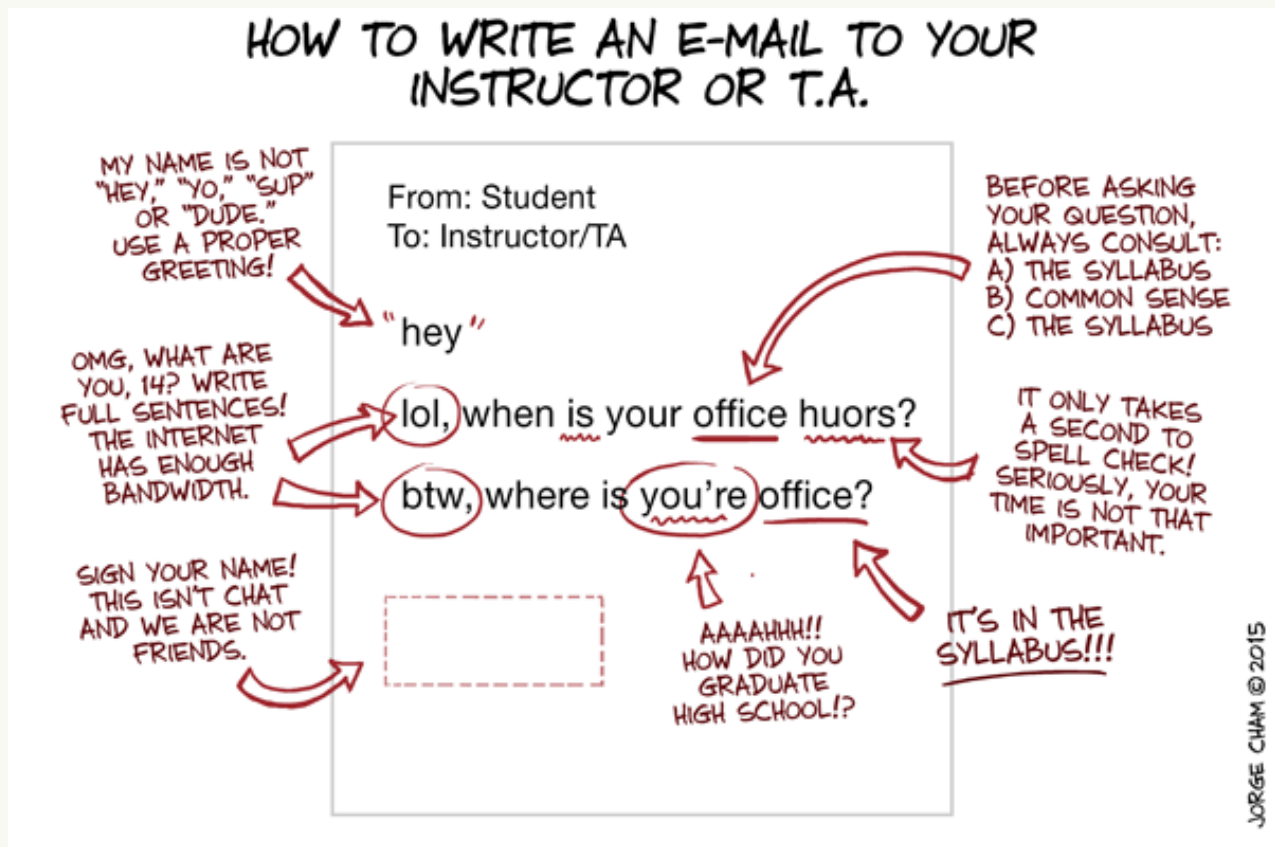 HOW TO WRITE AN E-MAIL TO YOUR
INSTRUCTOR OR T.A.
MY NAME IS NOT
"HEY," "YO," "SUP"
OR "DUDE."
USE A PROPER
GREETING!
From: Student
To: Instructor/TA
BEFORE ASKING
YOUR QUESTION,
ALWAYS CONSULT:
A) THE SYLLABUS
B) COMMON SENSE
C) THE SYLLABUS
"hey"
OMG, WHAT ARE
YOU, 14? WRITE
FULL SENTENCES!
THE INTERNET
HAS ENOUGH
BANDWIDTH.
lol, when is your office huors?
btw, where is you're office?
IT ONLY TAKES
A SECOND TO
SPELL CHECK!
SERIOUSLY, YOUR
TIME IS NOT THAT
IMPORTANT.
SIGN YOUR NAME!
THIS ISN'T CHAT
AND WE ARE NOT
FRIENDS.
AAAAHHH!!
HOW DID YOU
GRADUATE
HIGH SCHOOL!?
IT'S IN THE
SYLLABUS!!!
JORGE CHAM © 2015